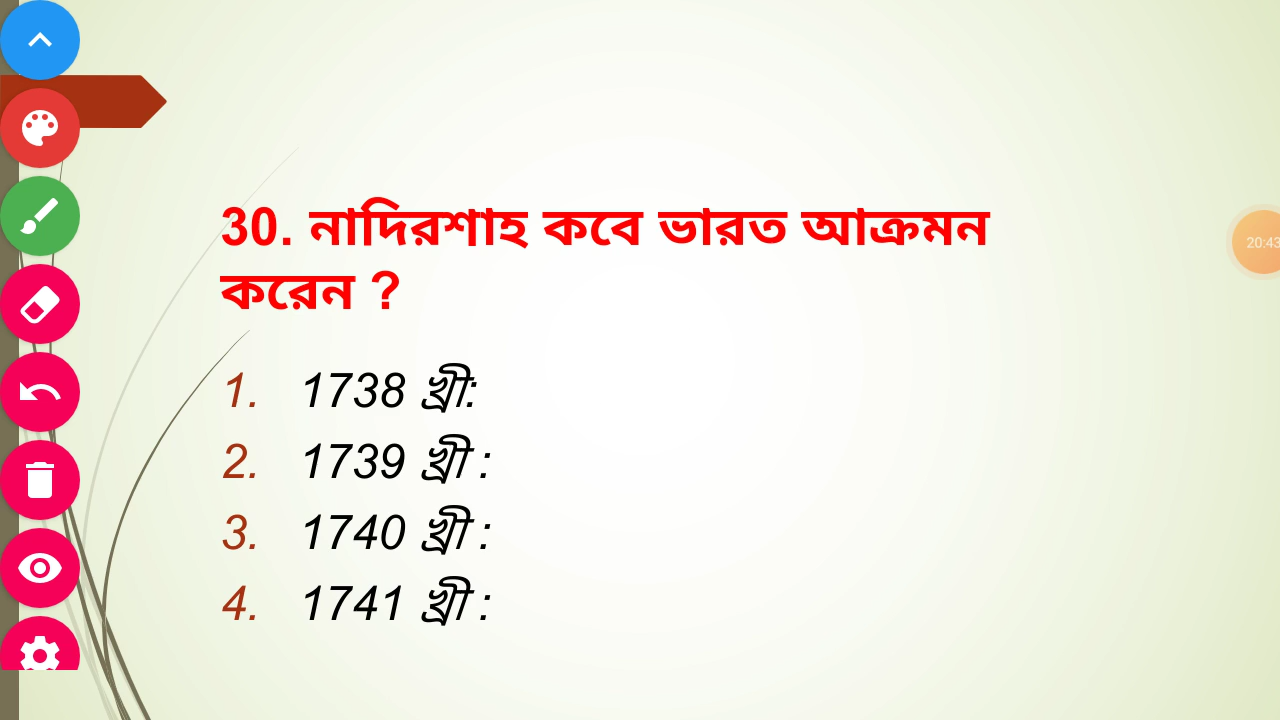 30. নাদিরশাহ কবে ভারত আক্রমন
করেন ?
1. 1738 খ্রী:
2. 1739 খ্রী :
3. 1740 খ্রী :
4. 1741 খ্রী :
20:43